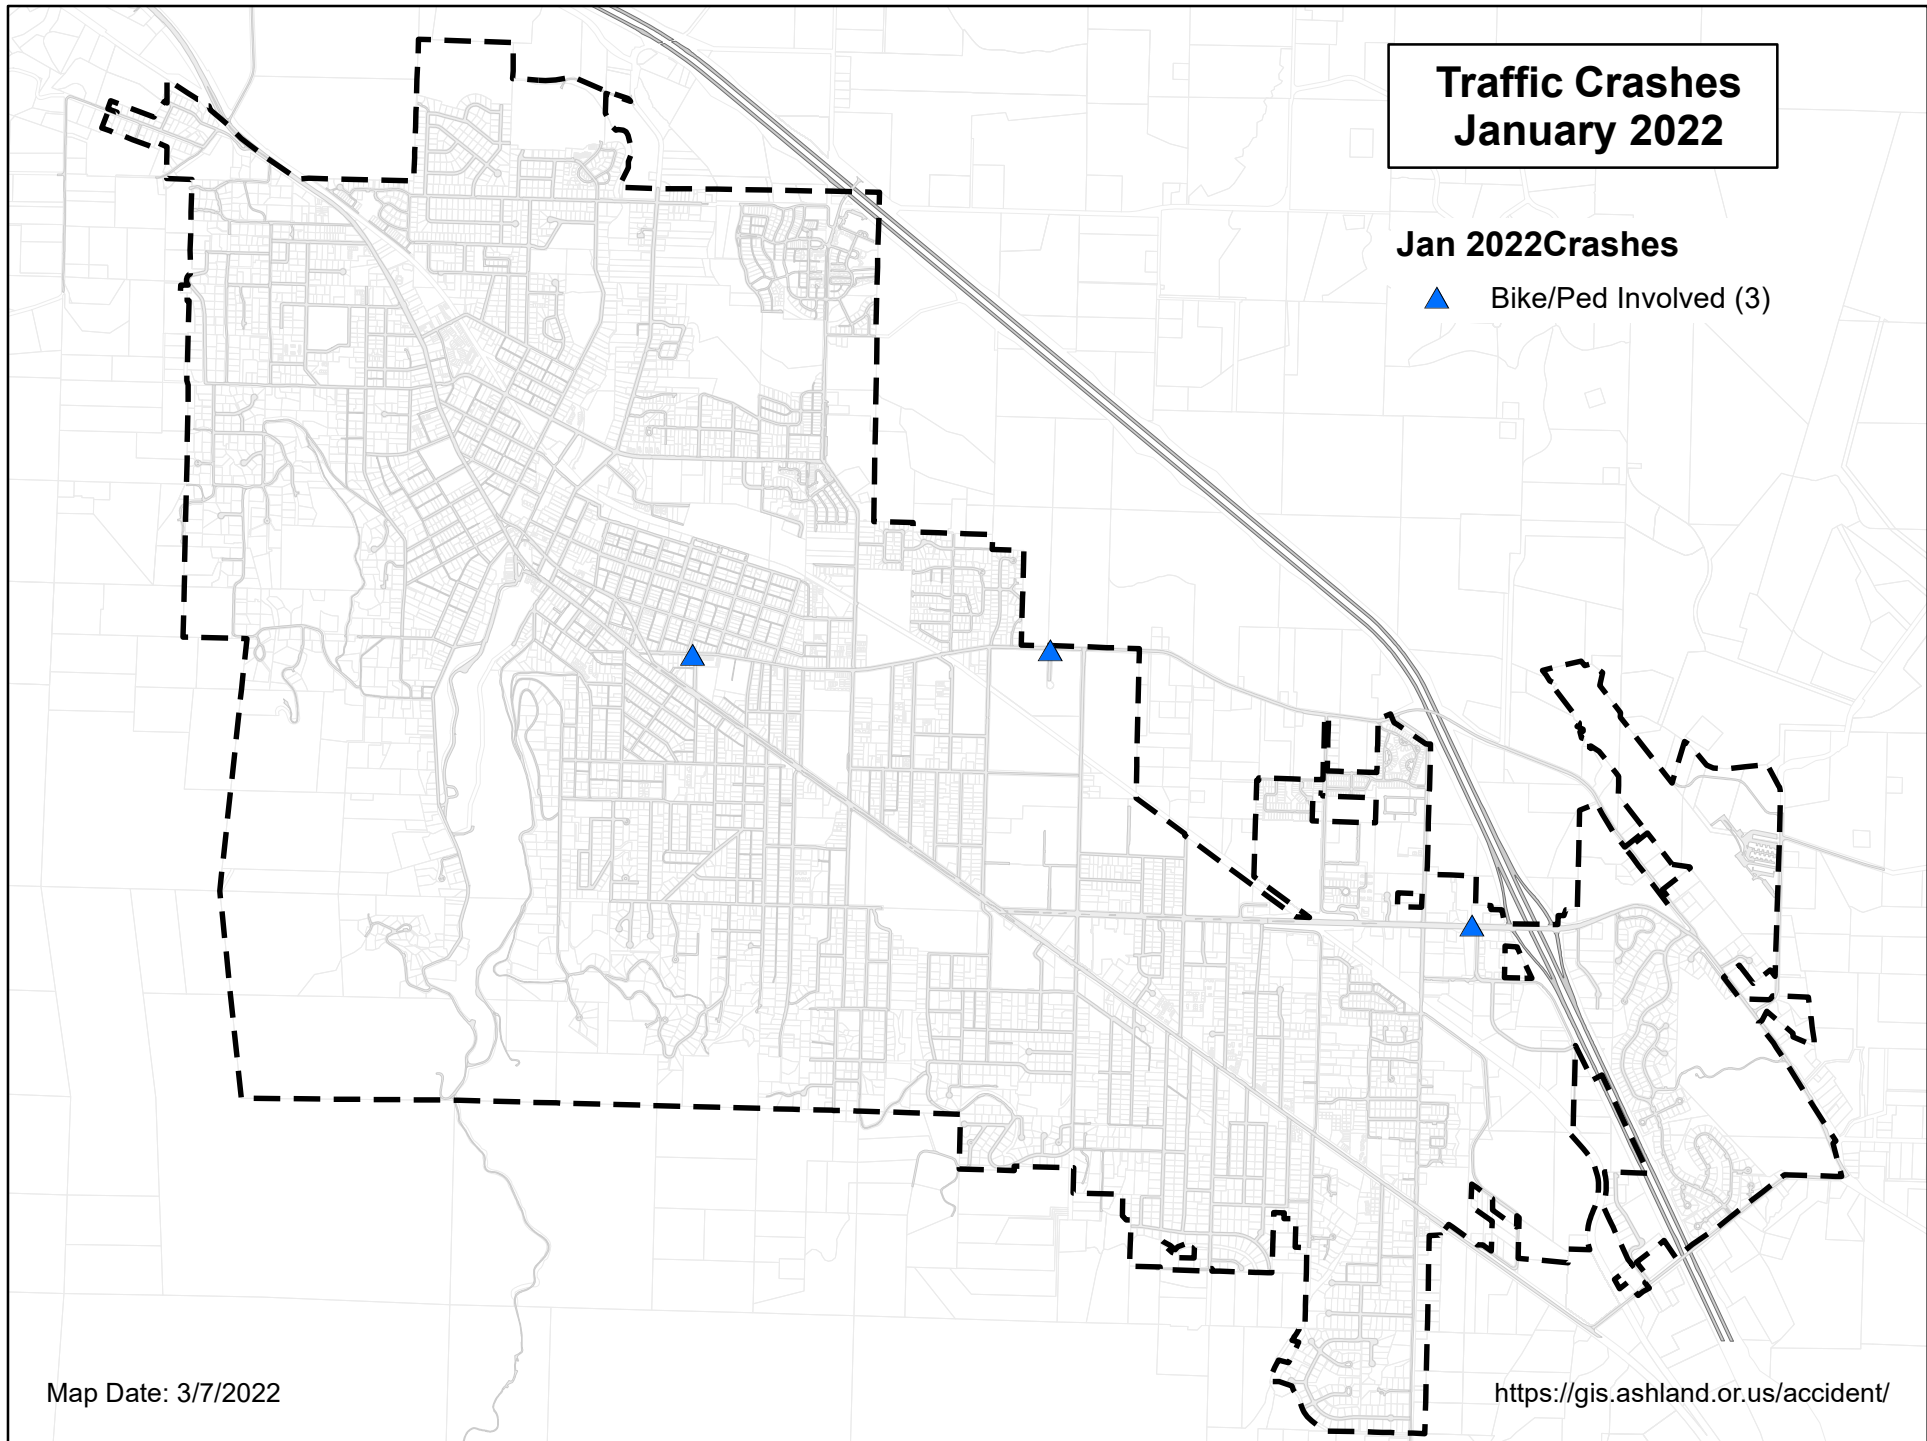 Traffic Crashes
January 2022
Jan 2022Crashes
Bike/Ped Involved (3)
Map Date: 3/7/2022
https://gis.ashland.or.us/accident/